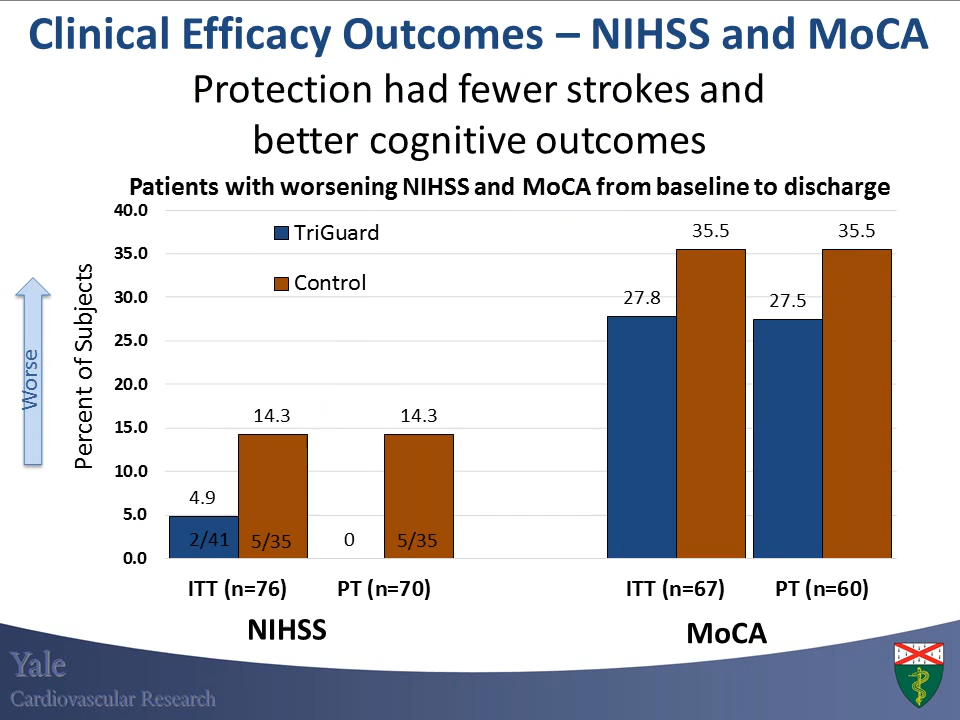 Clinical Efficacy Outcomes – NIHSS and MoCA
Protection had fewer strokes and
better cognitive outcomes
Patients with worsening NIHSS and MoCA from baseline to discharge
Worse
Percent of Subjects
40.0
35.0
30.0
25.0
20.0
15.0
10.0
5.0
0.0
TriGuard
Control
4.9
2/41
14.3
5/35
0
14.3
5/35
27.8
35.5
27.5
35.5
ITT (n=76)
PT (n=70)
ITT (n=67)
PT (n=60)
NIHSS
MoCA
Yale
Cardiovascular Research